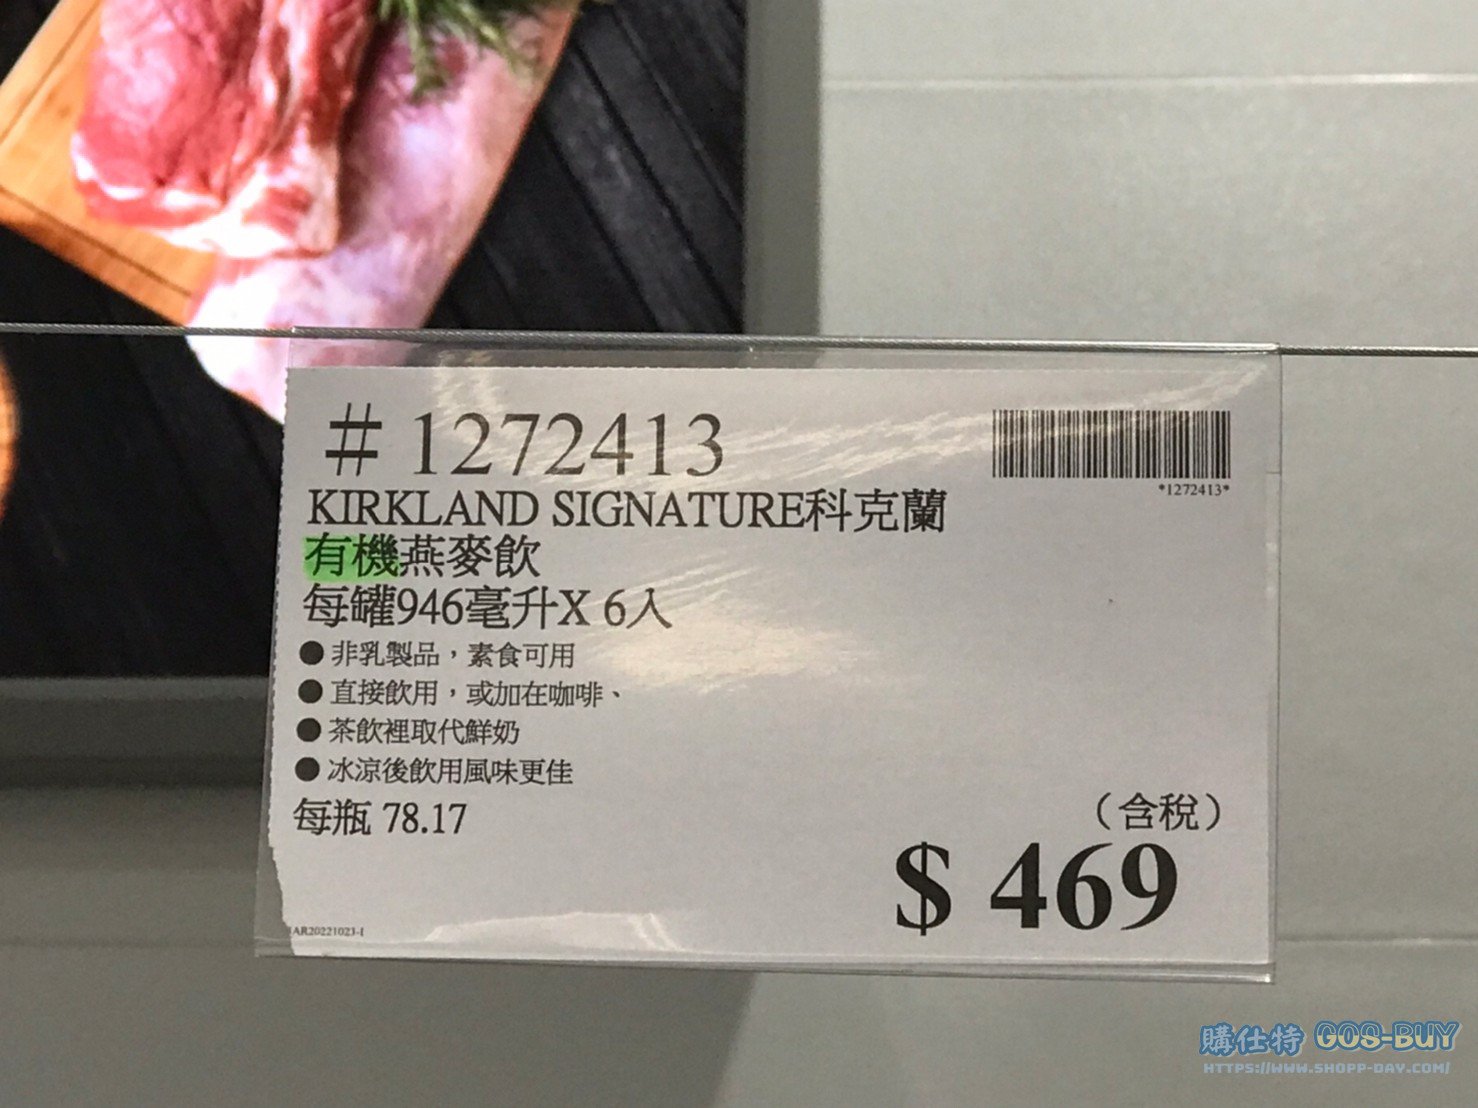 # 1272413
*1272413*
KIRKLAND SIGNATURE科克蘭
有機燕麥飲
每罐946毫升X 6入
●非乳製品，素食可用
●直接飲用，或加在咖啡、
●茶飲裡取代鮮奶
●冰涼後飲用風味更佳
每瓶 78.17
（含稅）
$ 469
AR20221023-1
購仕特 GOS-BUY
HTTPS://WWW.SHOPP-DAY.COM/